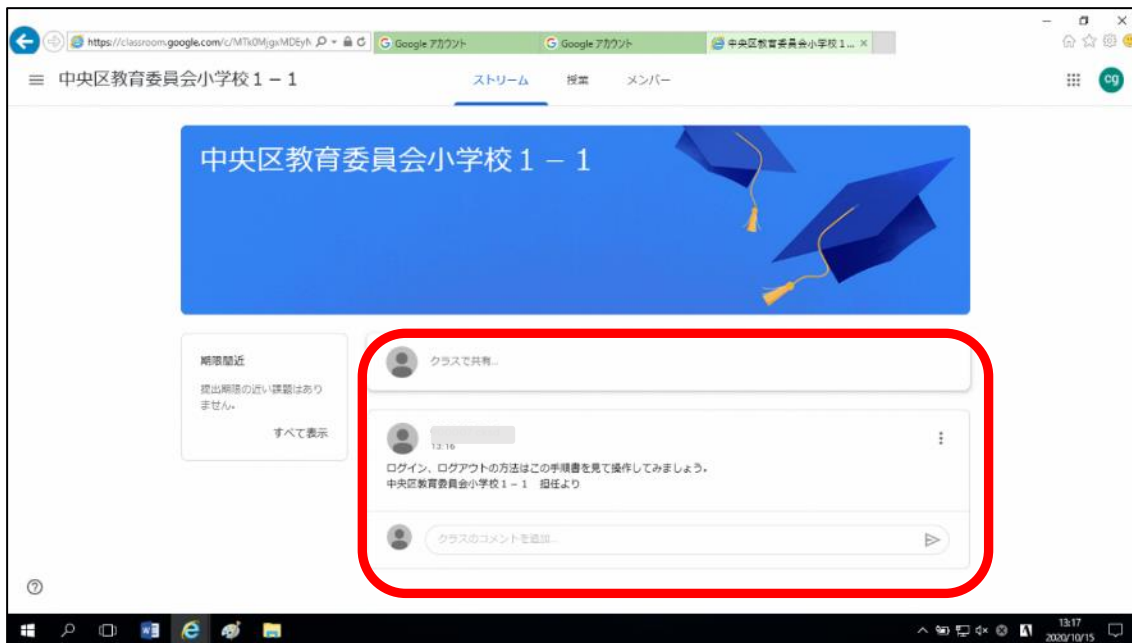 https://classroom.google.com/c/MTk0MjgxMDEyN
Google アカウント
Google アカウント
中央区教育委員会小学校1...
中央区教育委員会小学校１－１
ストリーム
授業
メンバー
cg
中央区教育委員会小学校１－１
期限間近
提出期限の近い課題はあり
ません。
すべて表示
クラスで共有...
13:16
ログイン、ログアウトの方法はこの手順書を見て操作してみましょう。
中央区教育委員会小学校１－１　担任より
クラスのコメントを追加...
13:17
2020/10/15